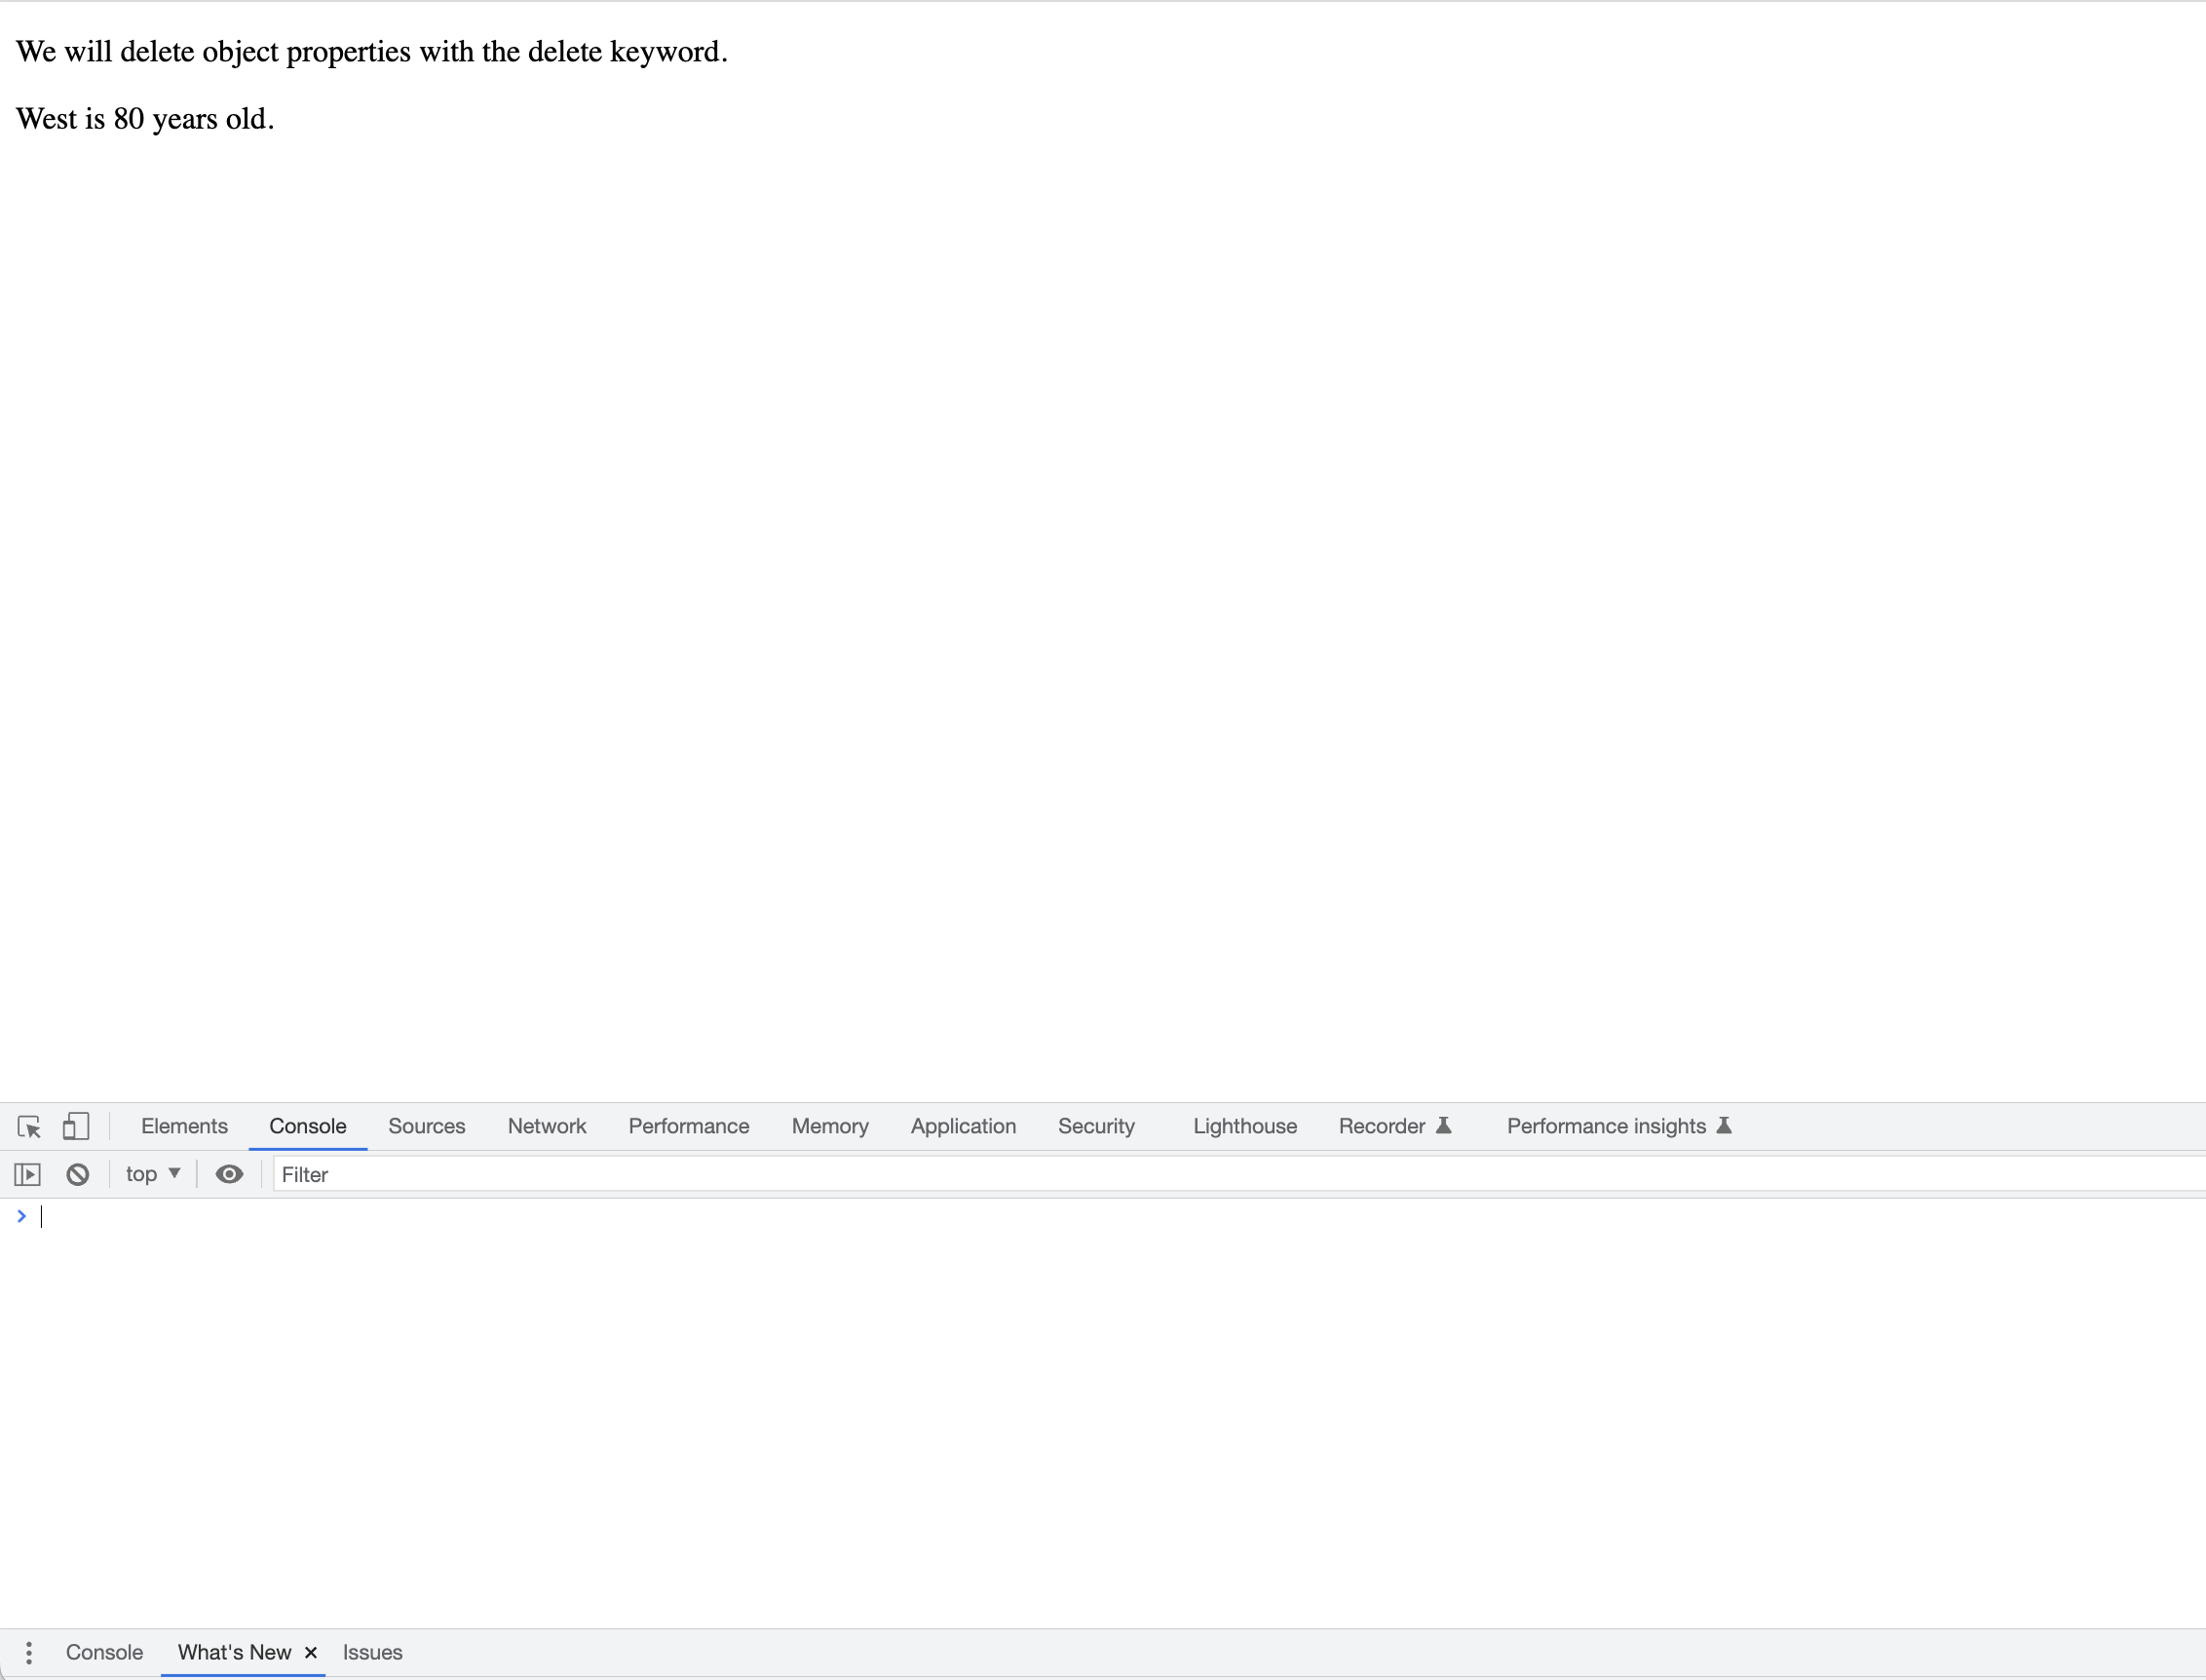 We will delete object properties with the delete keyword.
West is 80 years old.
Elements Console Sources Network Performance Memory Application Security Lighthouse Recorder Performance insights
top Filter
Console What's New Issues